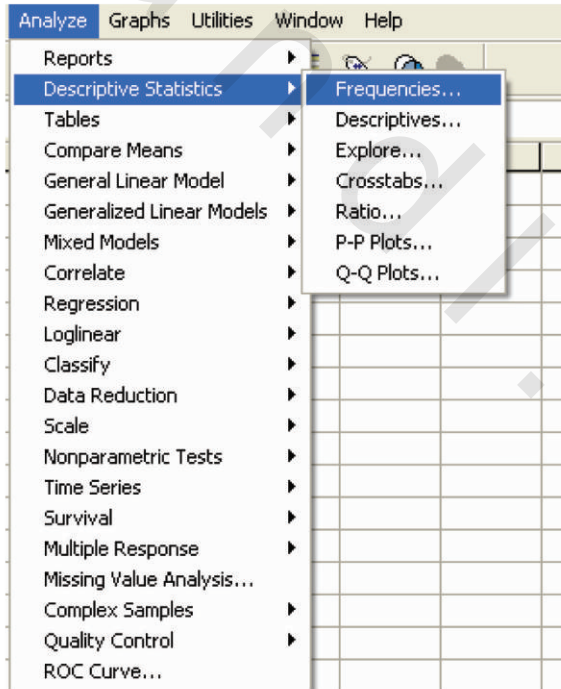 Analyze Graphs Utilities Window Help
Reports
Descriptive Statistics
Tables
Compare Means
General Linear Model
Generalized Linear Models
Mixed Models
Correlate
Regression
Loglinear
Classify
Data Reduction
Scale
Nonparametric Tests
Time Series
Survival
Multiple Response
Missing Value Analysis...
Complex Samples
Quality Control
ROC Curve...
Frequencies...
Descriptives...
Explore...
Crosstabs...
Ratio...
P-P Plots...
Q-Q Plots...